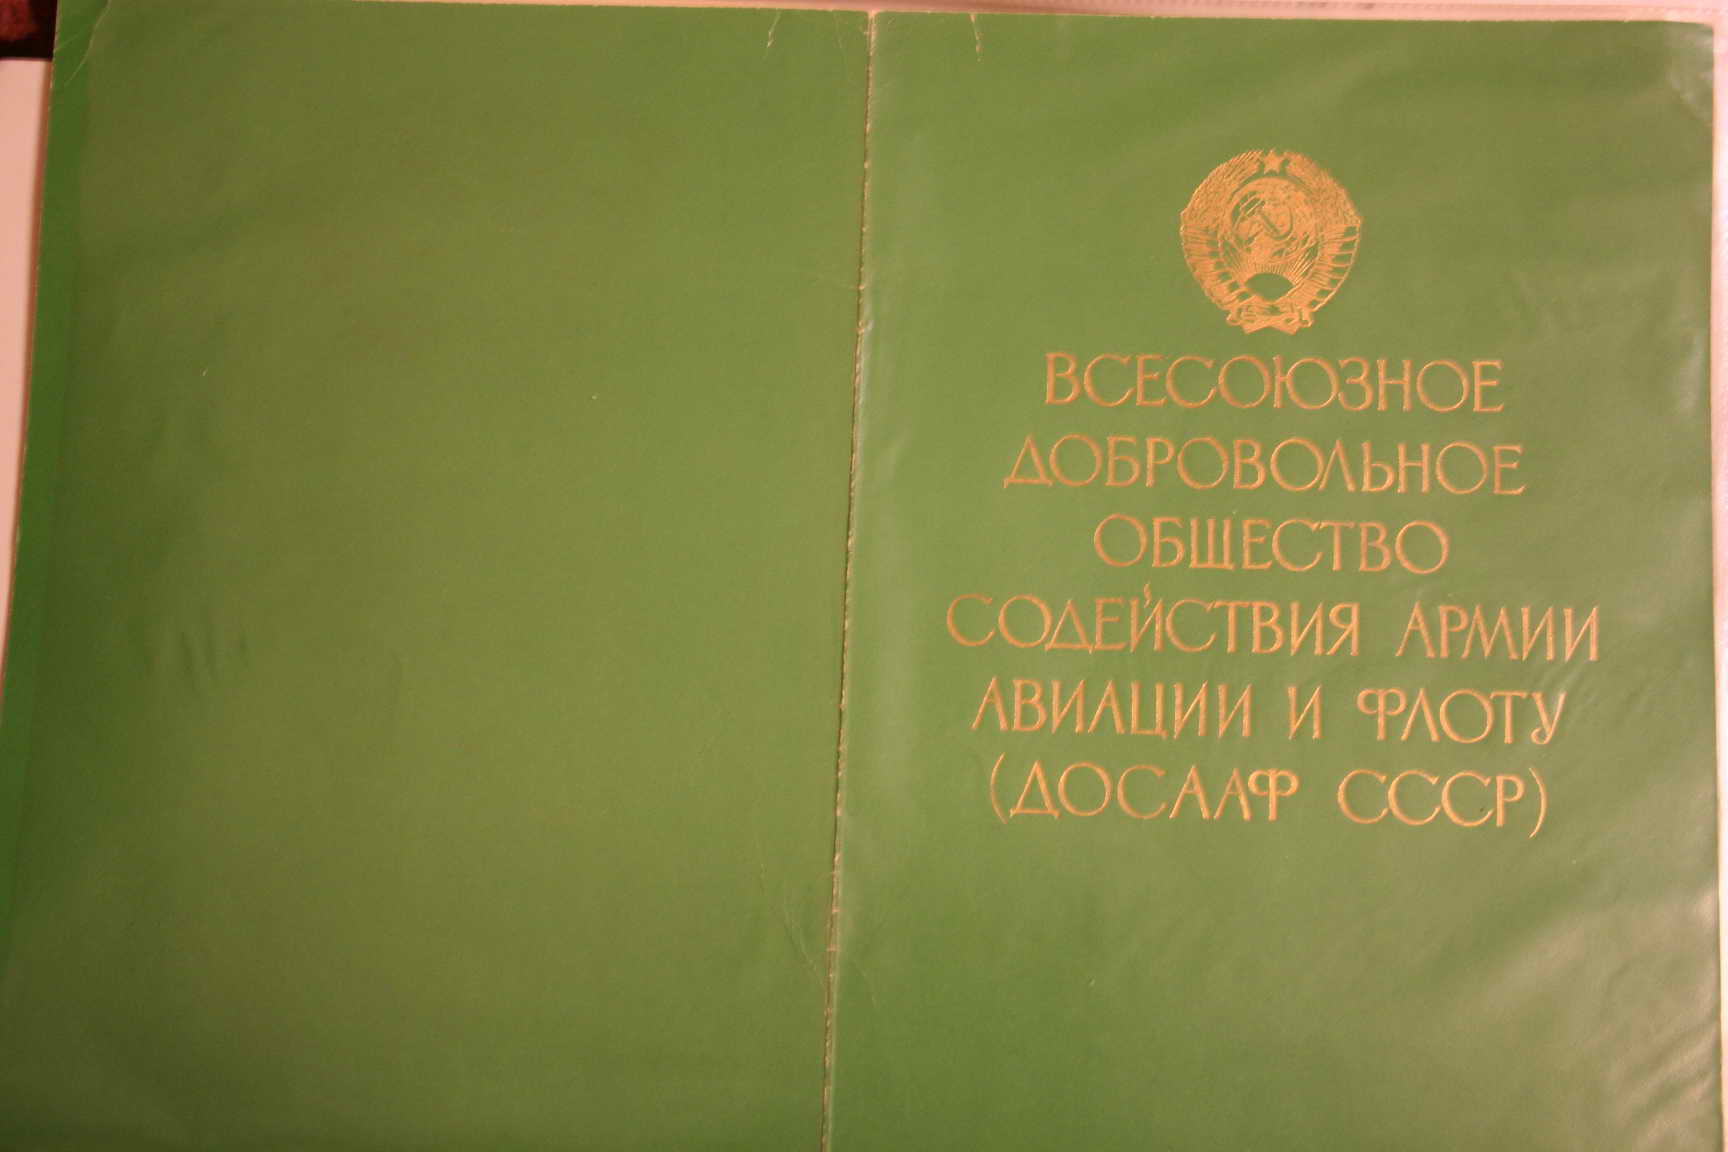 ВСЕСОЮЗНОЕ
ДОБРОВОЛЬНОЕ
ОБЩЕСТВО
СОДЕЙСТВИЯ АРМИИ
АВИАЦИИ И ФЛОТУ
(ДОСААФ СССР)